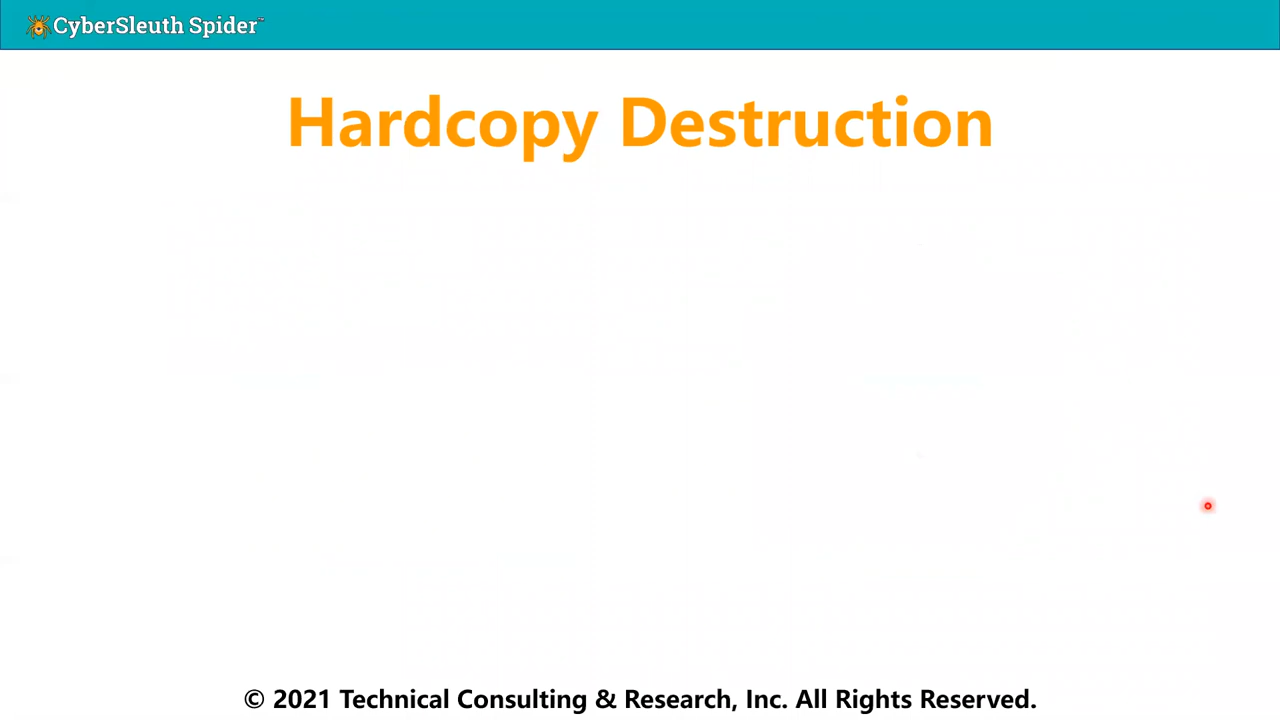 CyberSleuth Spider™
Hardcopy Destruction
© 2021 Technical Consulting & Research, Inc. All Rights Reserved.